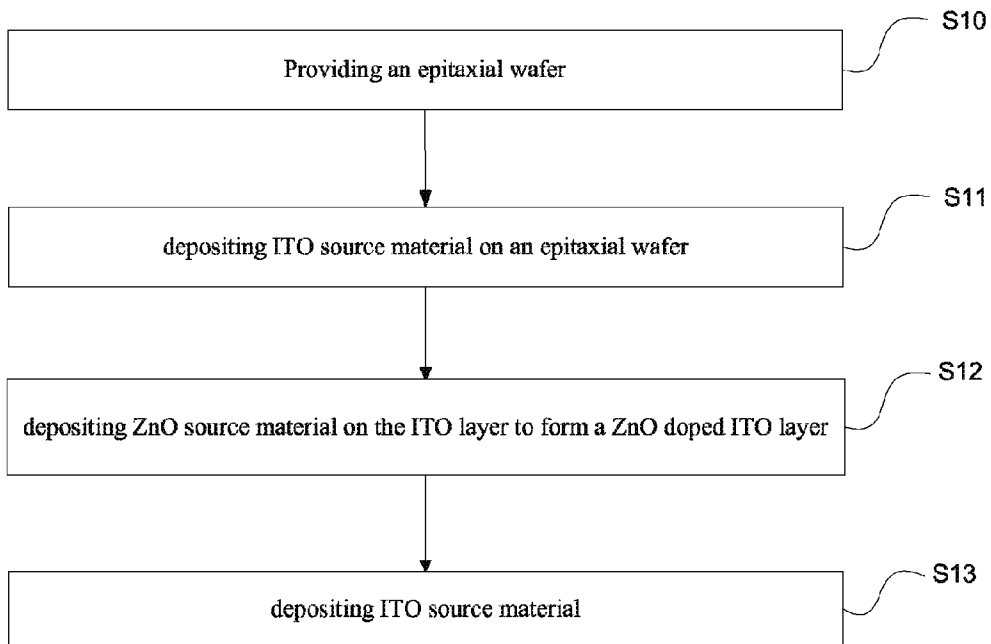 S10
Providing an epitaxial wafer
S11
depositing ITO source material on an epitaxial wafer
S12
depositing ZnO source material on the ITO layer to form a ZnO doped ITO layer
S13
depositing ITO source material